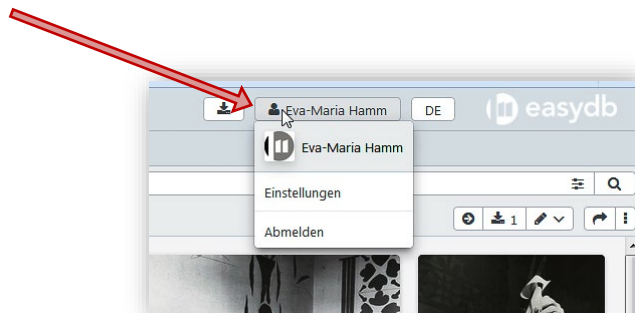 Eva-Maria Hamm
DE
easydb
Eva-Maria Hamm
Einstellungen
1
Abmelden